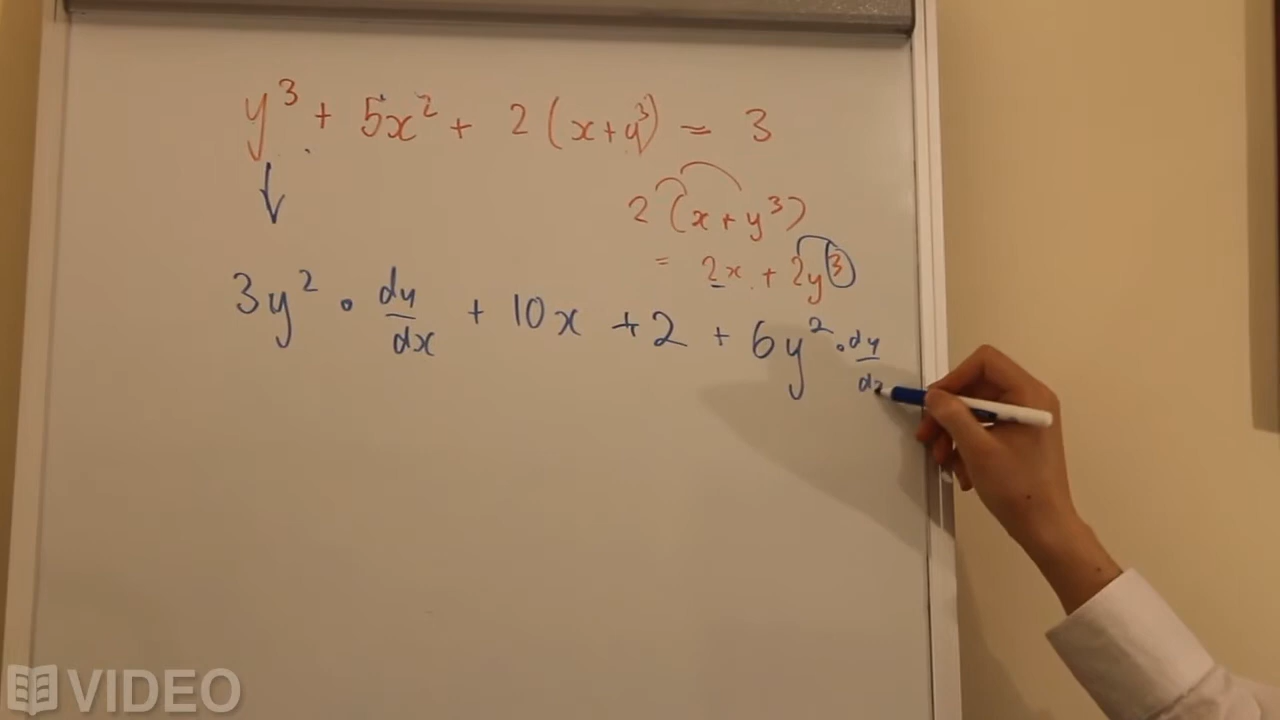 y³ + 5x² + 2(x+y³) = 3
2(x+y³)
= 2x + 2y³
3y² · dy/dx + 10x + 2 + 6y² · dy/dx
VIDEO